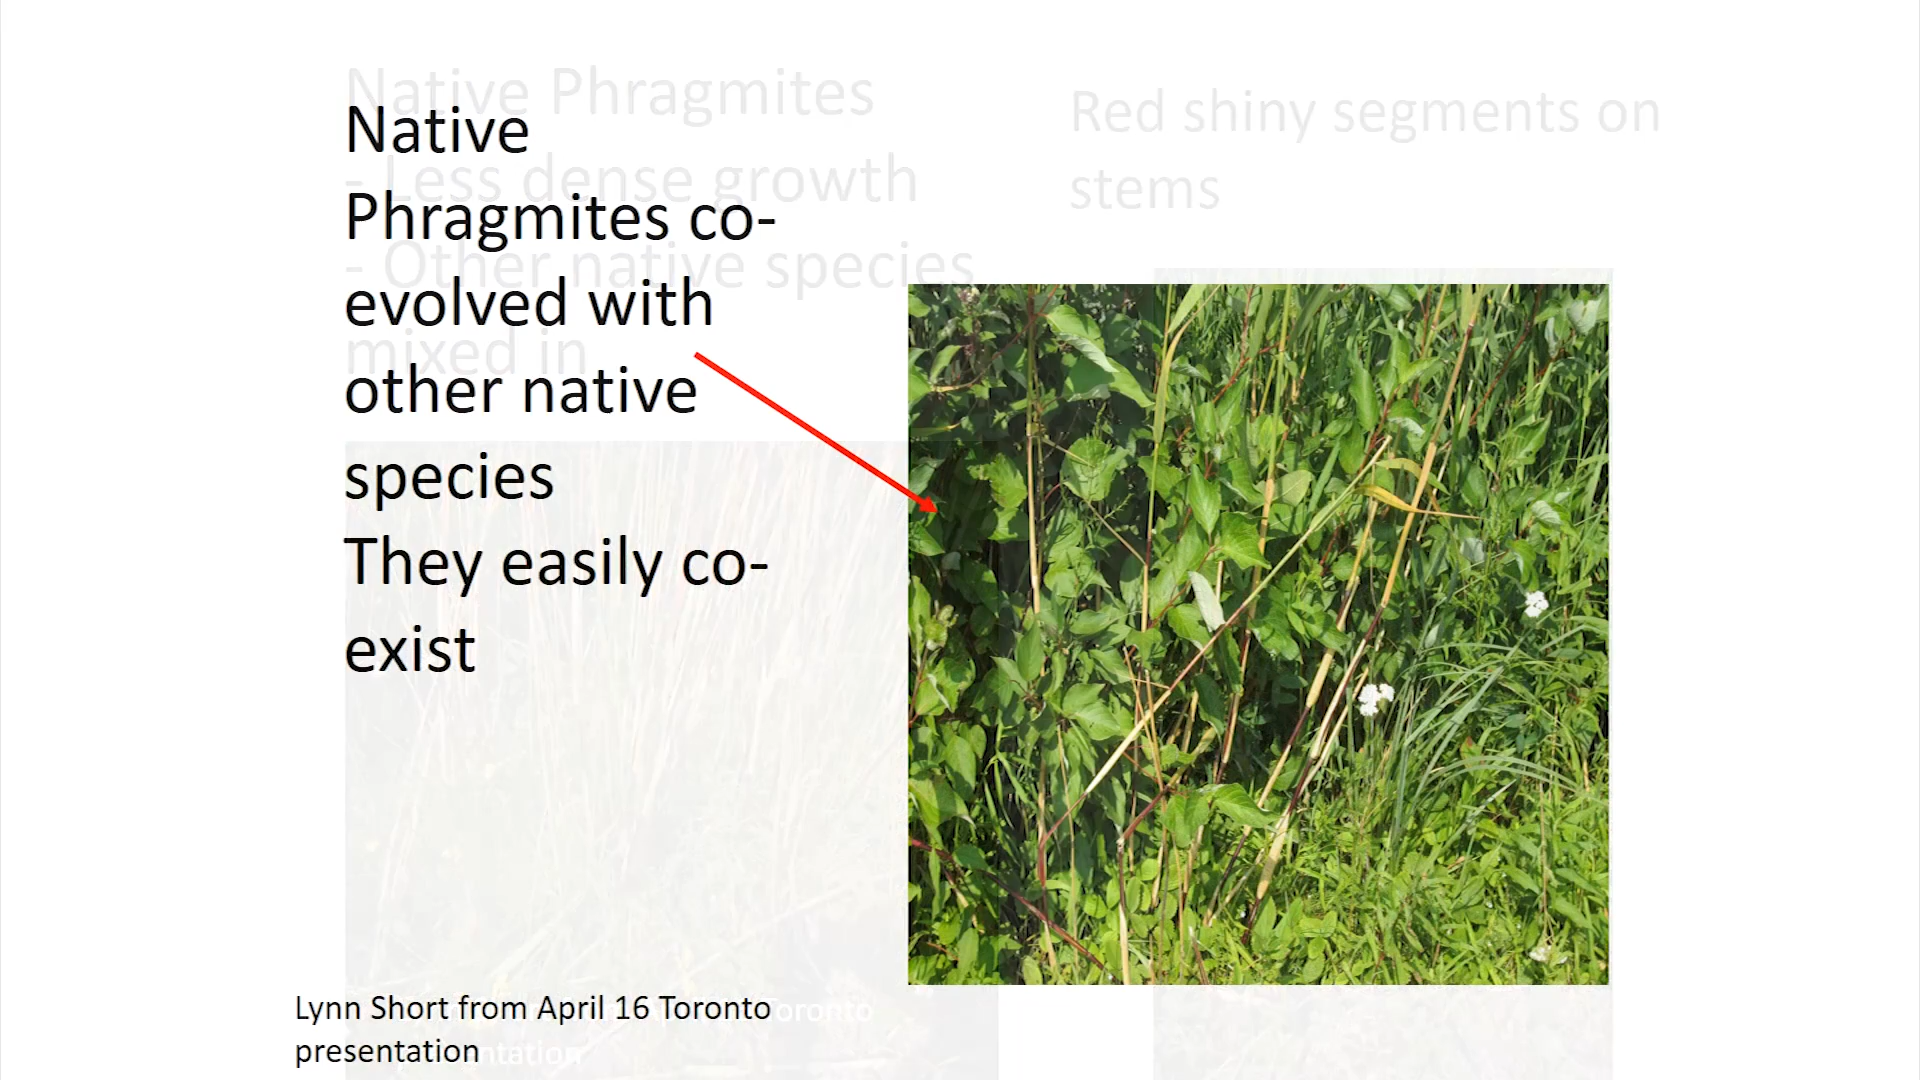 Native Phragmites
- Less dense growth
- Other native species
mixed in
Red shiny segments on
stems
Native
Phragmites co-
evolved with
other native
species
They easily co-
exist
Lynn Short from April 16 Toronto
presentation